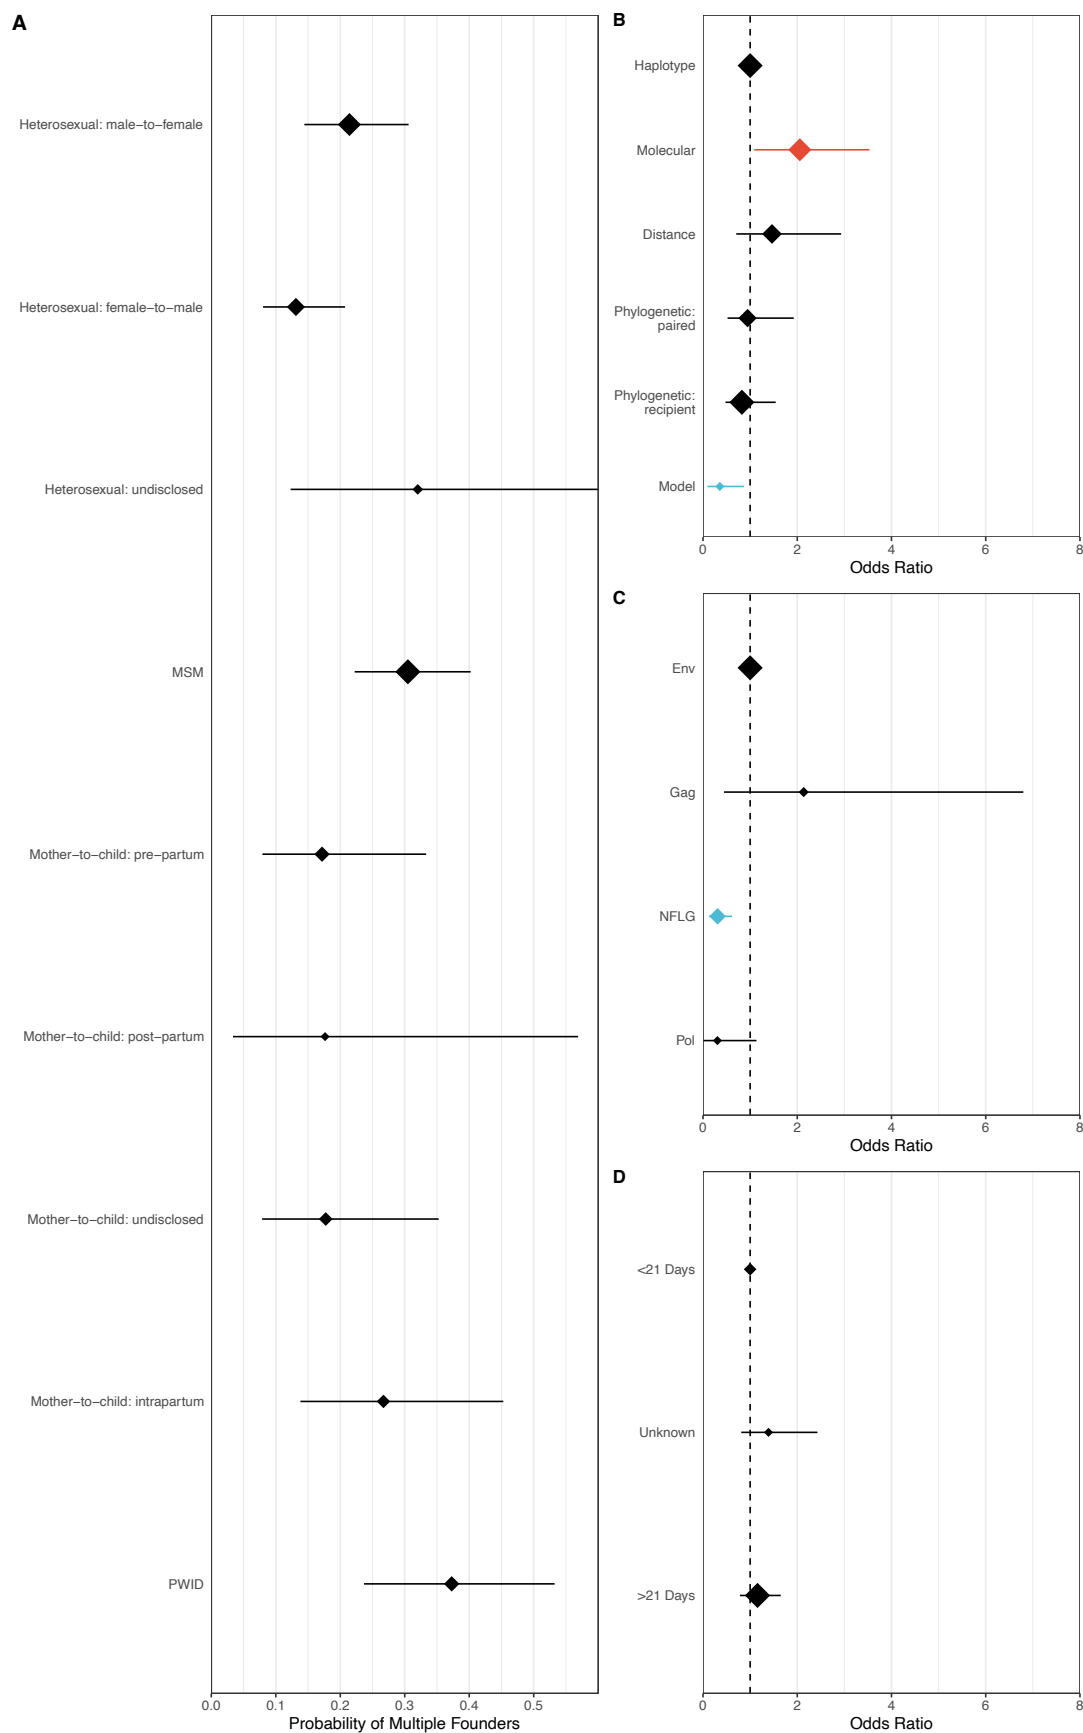 A
Heterosexual: male−to−female
Heterosexual: female−to−male
Heterosexual: undisclosed
MSM
Mother−to−child: pre−partum
Mother−to−child: post−partum
Mother−to−child: undisclosed
Mother−to−child: intrapartum
PWID
0.0 0.1 0.2 0.3 0.4 0.5
Probability of Multiple Founders
B
Haplotype
Molecular
Distance
Phylogenetic:
paired
Phylogenetic:
recipient
Model
0 2 4 6 8
Odds Ratio
C
Env
Gag
NFLG
Pol
0 2 4 6 8
Odds Ratio
D
<21 Days
Unknown
>21 Days
0 2 4 6 8
Odds Ratio